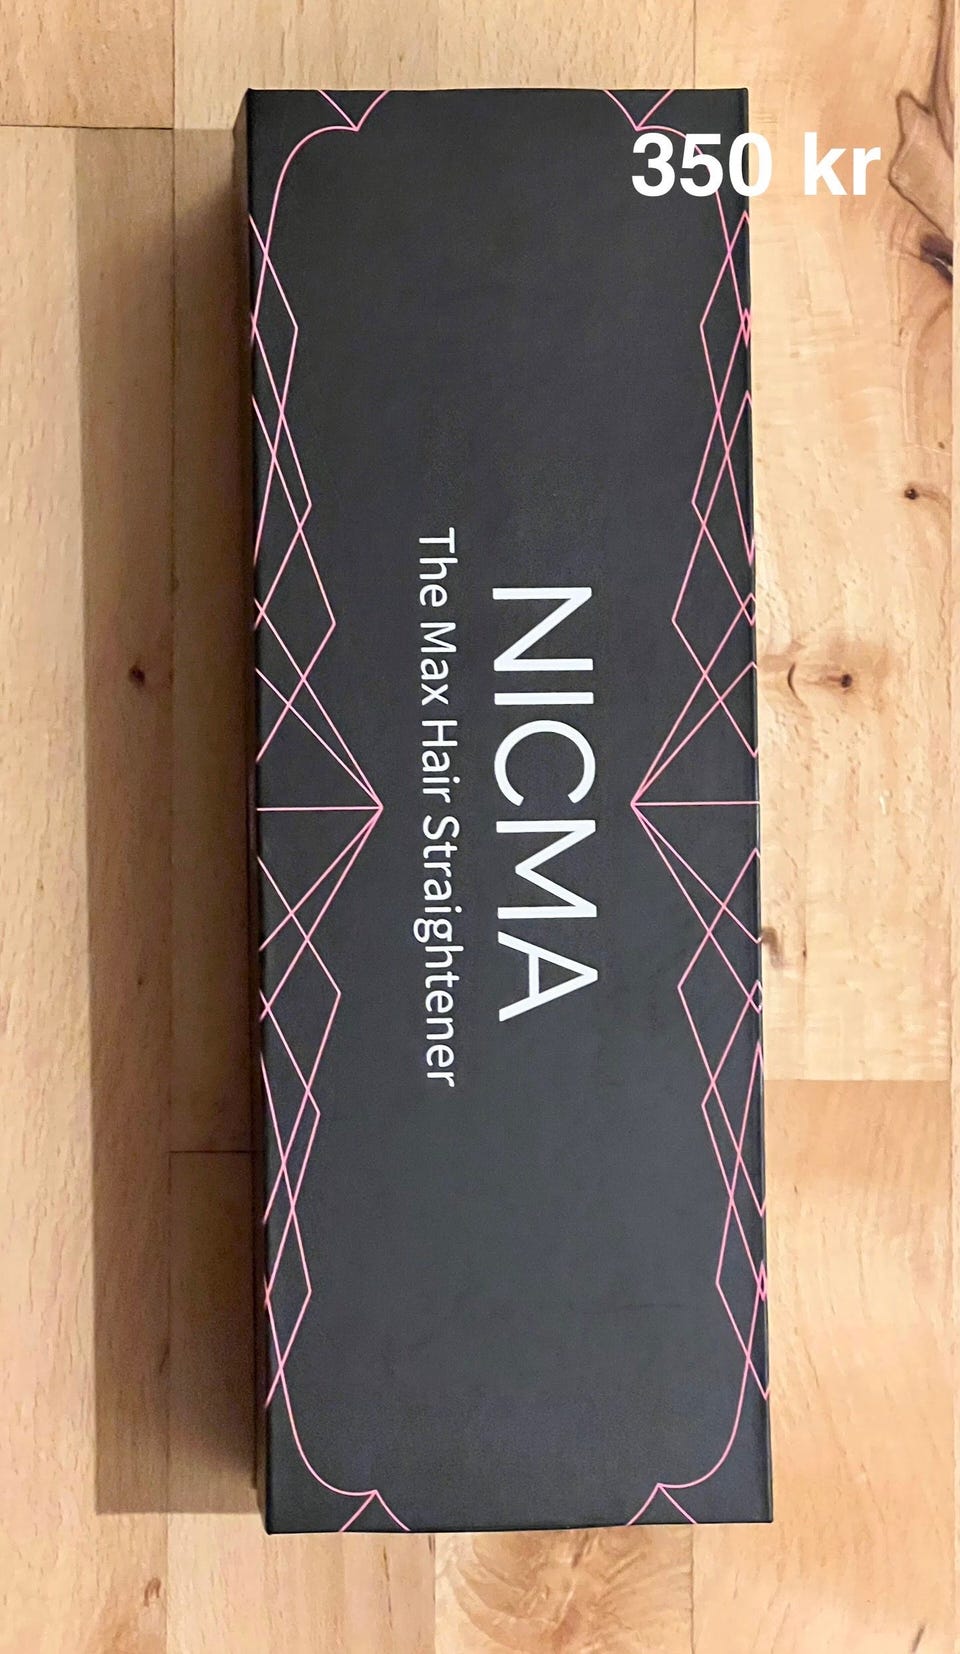 350 kr
NICMA
The Max Hair Straightener